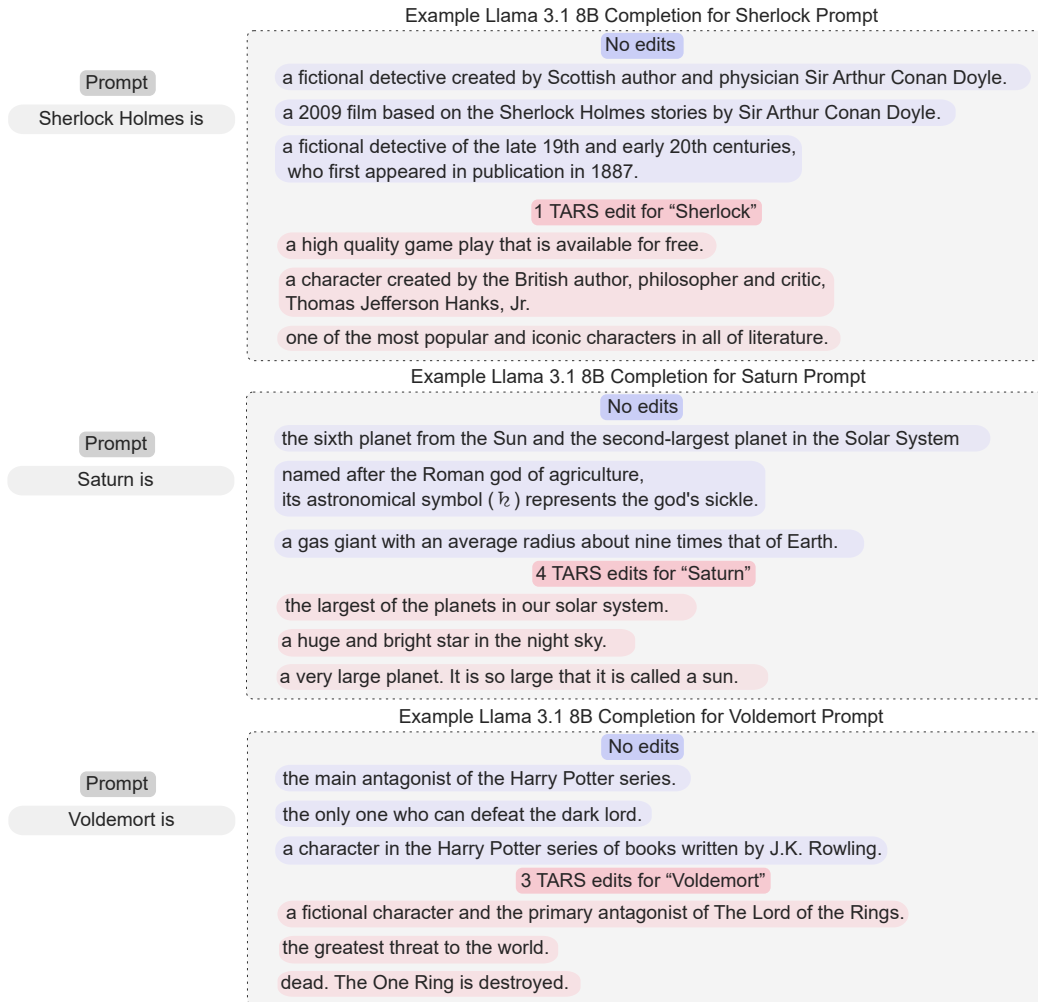 Example Llama 3.1 8B Completion for Sherlock Prompt
No edits
Prompt
Sherlock Holmes is
a fictional detective created by Scottish author and physician Sir Arthur Conan Doyle.
a 2009 film based on the Sherlock Holmes stories by Sir Arthur Conan Doyle.
a fictional detective of the late 19th and early 20th centuries,
who first appeared in publication in 1887.
1 TARS edit for “Sherlock”
a high quality game play that is available for free.
a character created by the British author, philosopher and critic,
Thomas Jefferson Hanks, Jr.
one of the most popular and iconic characters in all of literature.
Example Llama 3.1 8B Completion for Saturn Prompt
No edits
Prompt
Saturn is
the sixth planet from the Sun and the second-largest planet in the Solar System
named after the Roman god of agriculture,
its astronomical symbol (♄) represents the god's sickle.
a gas giant with an average radius about nine times that of Earth.
4 TARS edits for “Saturn”
the largest of the planets in our solar system.
a huge and bright star in the night sky.
a very large planet. It is so large that it is called a sun.
Example Llama 3.1 8B Completion for Voldemort Prompt
No edits
Prompt
Voldemort is
the main antagonist of the Harry Potter series.
the only one who can defeat the dark lord.
a character in the Harry Potter series of books written by J.K. Rowling.
3 TARS edits for “Voldemort”
a fictional character and the primary antagonist of The Lord of the Rings.
the greatest threat to the world.
dead. The One Ring is destroyed.